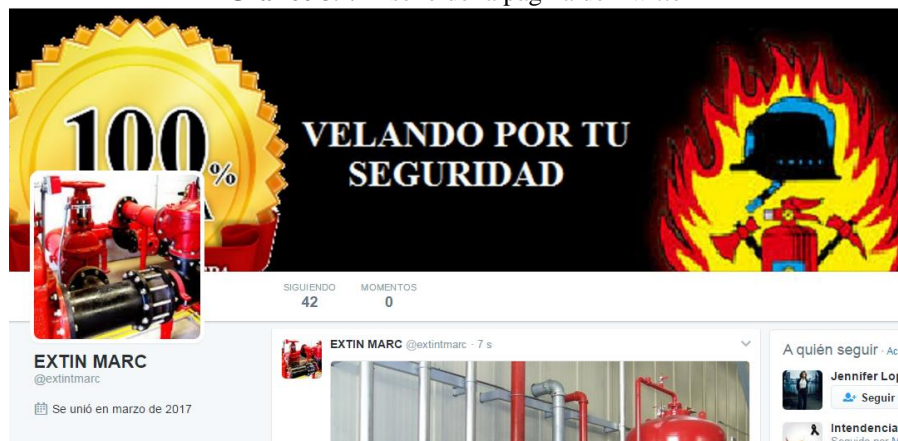 100%
VELANDO POR TU
SEGURIDAD
SIGUIENDO
42
MOMENTOS
0
EXTIN MARC
@extintmarc
Se unió en marzo de 2017
EXTIN MARC @extintmarc · 7 s
A quién seguir · Ac
Jennifer Lop
Seguir
Intendencia